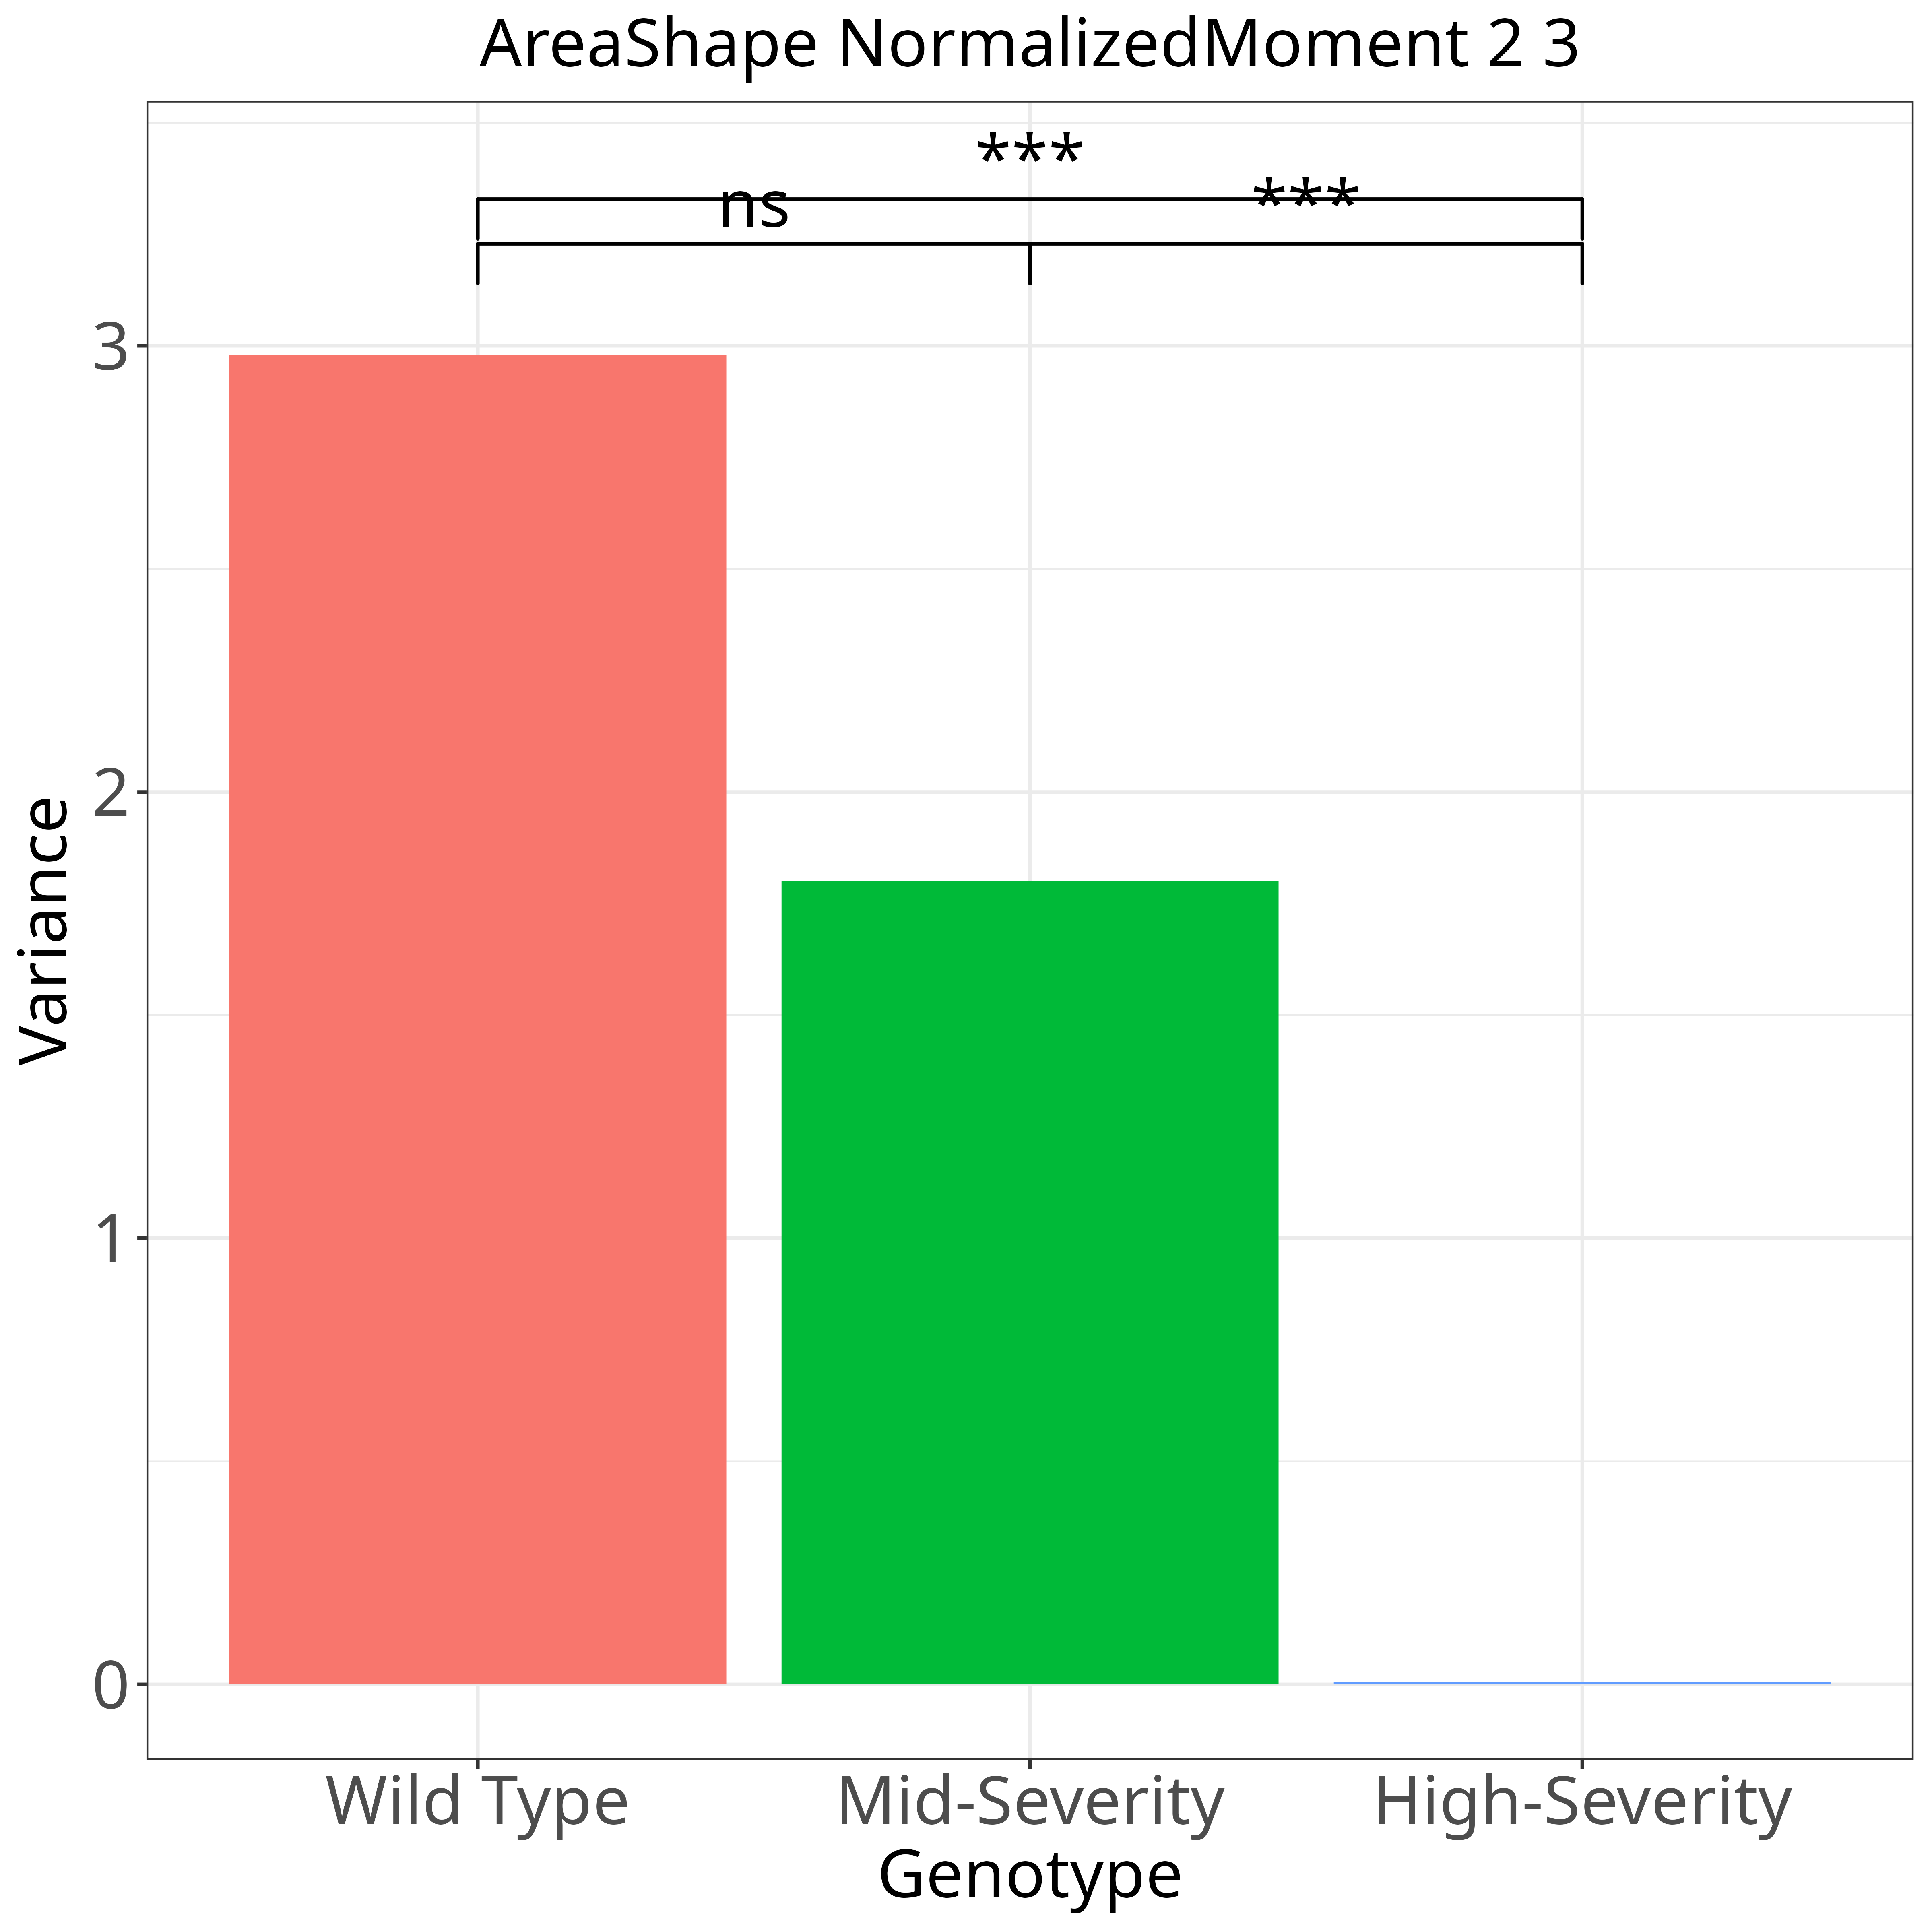 AreaShape NormalizedMoment 2 3
***
ns
***
3
2
1
0
Variance
Wild Type
Mid-Severity
High-Severity
Genotype